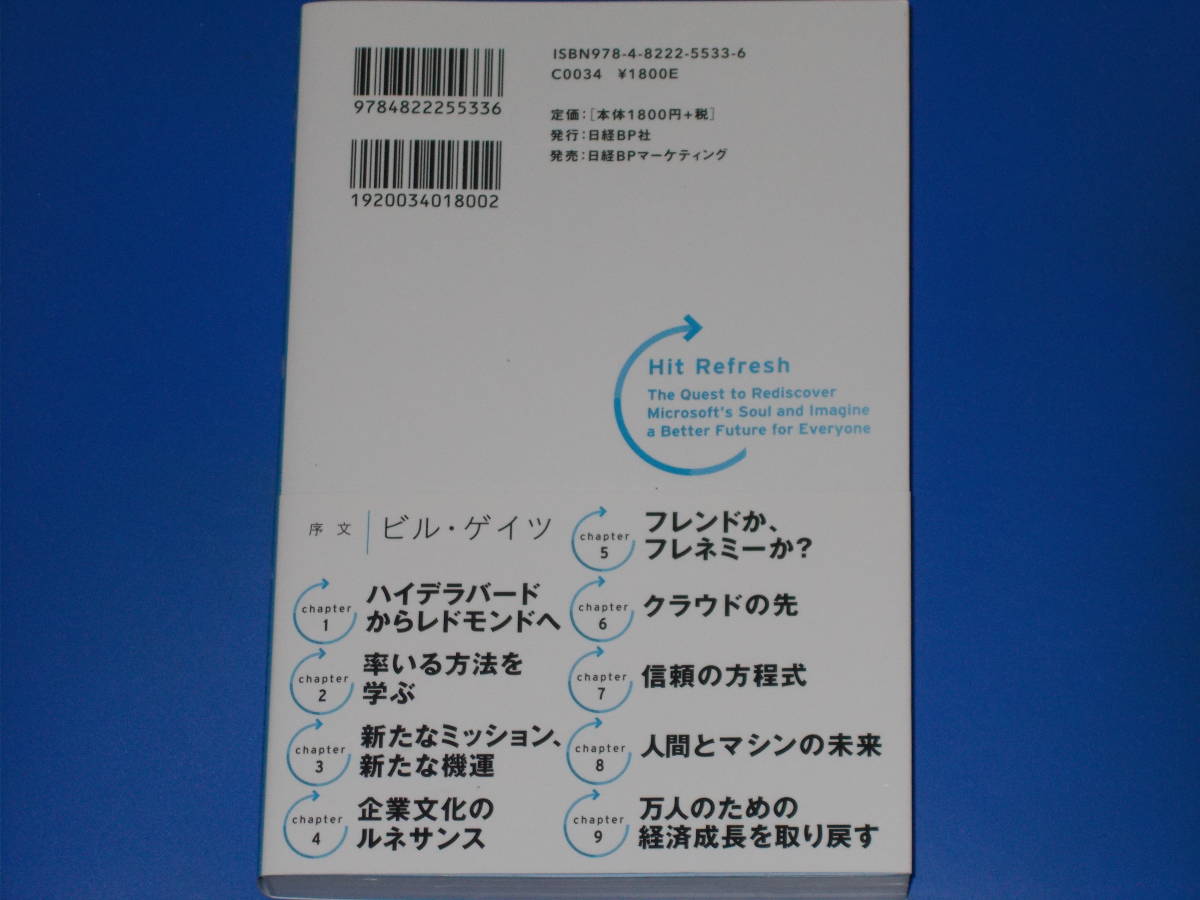 ISBN978-4-8222-5533-6
C0034 ¥1800E
9784822255336
定価：[本体1800円+税]
発行：日経BP社
発売：日経BPマーケティング
1920034018002
Hit Refresh
The Quest to Rediscover
Microsoft's Soul and Imagine
a Better Future for Everyone
序文 ビル・ゲイツ
chapter
1
ハイデラバード
からレドモンドへ
chapter
2
率いる方法を
学ぶ
chapter
3
新たなミッション、
新たな機運
chapter
4
企業文化の
ルネサンス
chapter
5
フレンドか、
フレネミーか?
chapter
6
クラウドの先
chapter
7
信頼の方程式
chapter
8
人間とマシンの未来
chapter
9
万人のための
経済成長を取り戻す